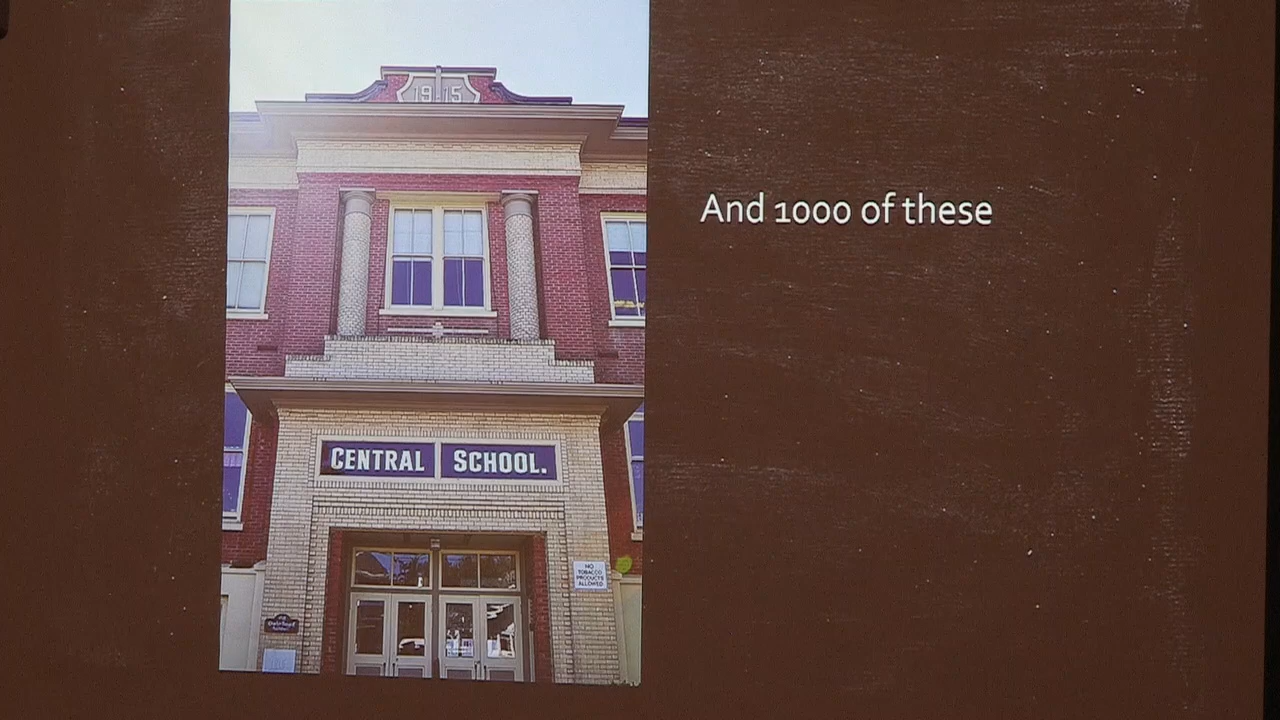 1915
And 1000 of these
CENTRAL SCHOOL.
NO
TOBACCO
PRODUCTS
ALLOWED